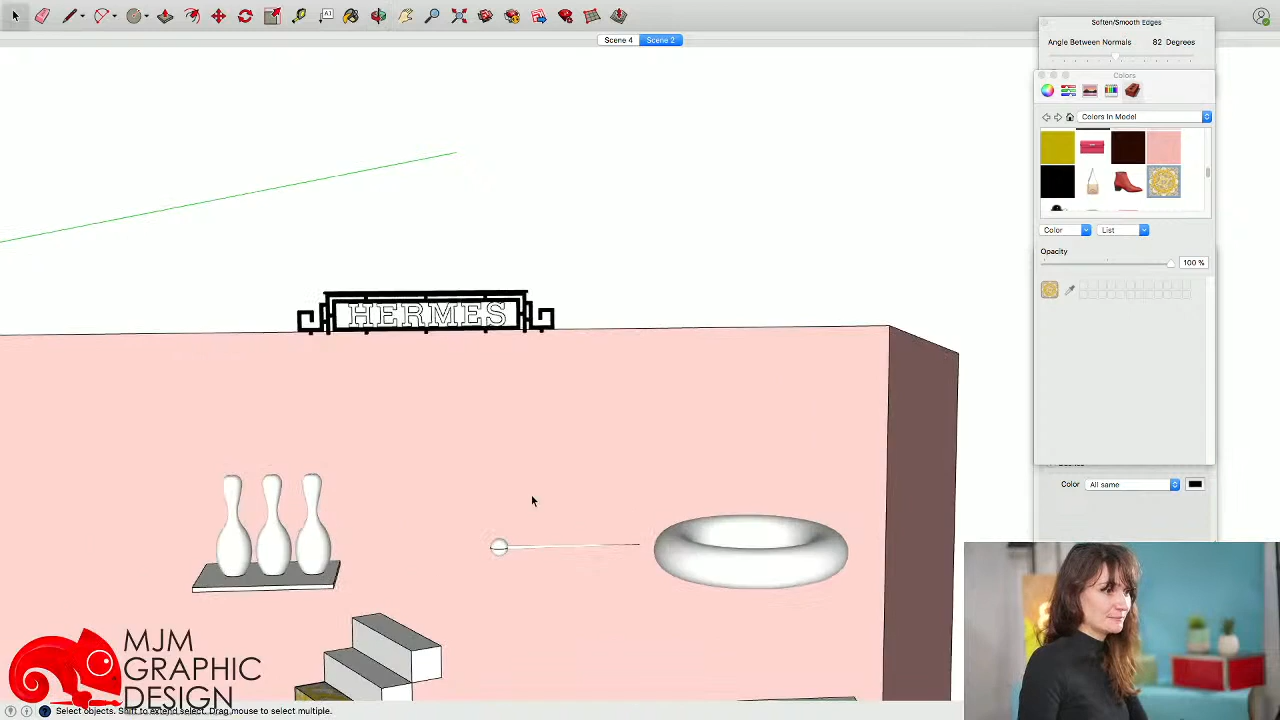 Soften/Smooth Edges
Scene 4
Scene 2
Angle Between Normals 82 Degrees
Colors
Colors In Model
Color
List
Opacity
100 %
HERMES
Color
All same
MJM
GRAPHIC
DESIGN
Select objects. Shift to extend select. Drag mouse to select multiple.